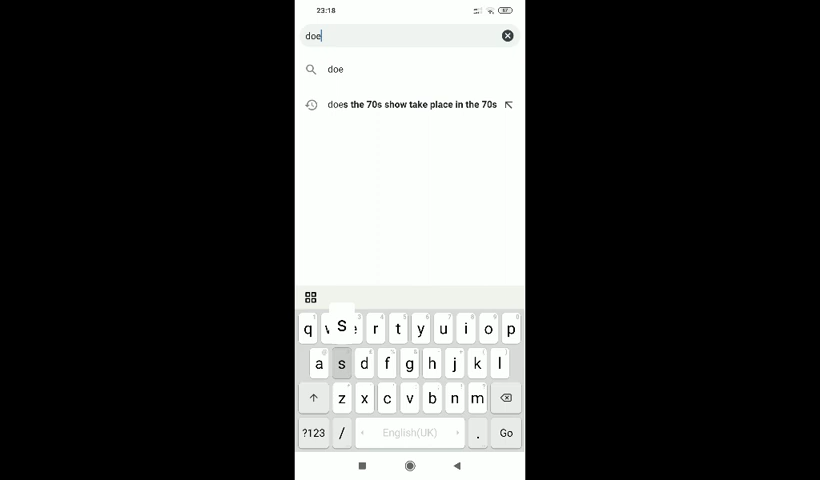 23:18
doe
doe
does the 70s show take place in the 70s
s
q e r t y u i o p
a s d f g h j k l
z x c v b n m
?123 / English(UK) . Go